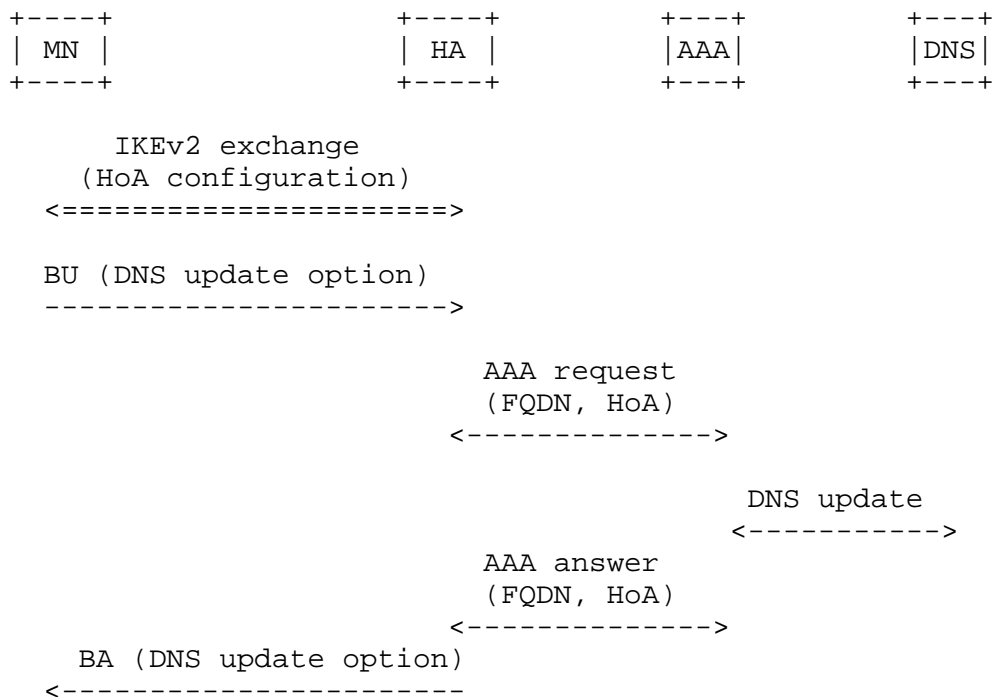 MN HA AAA DNS
IKEv2 exchange
(HoA configuration)
BU (DNS update option)
AAA request
(FQDN, HoA)
DNS update
AAA answer
(FQDN, HoA)
BA (DNS update option)